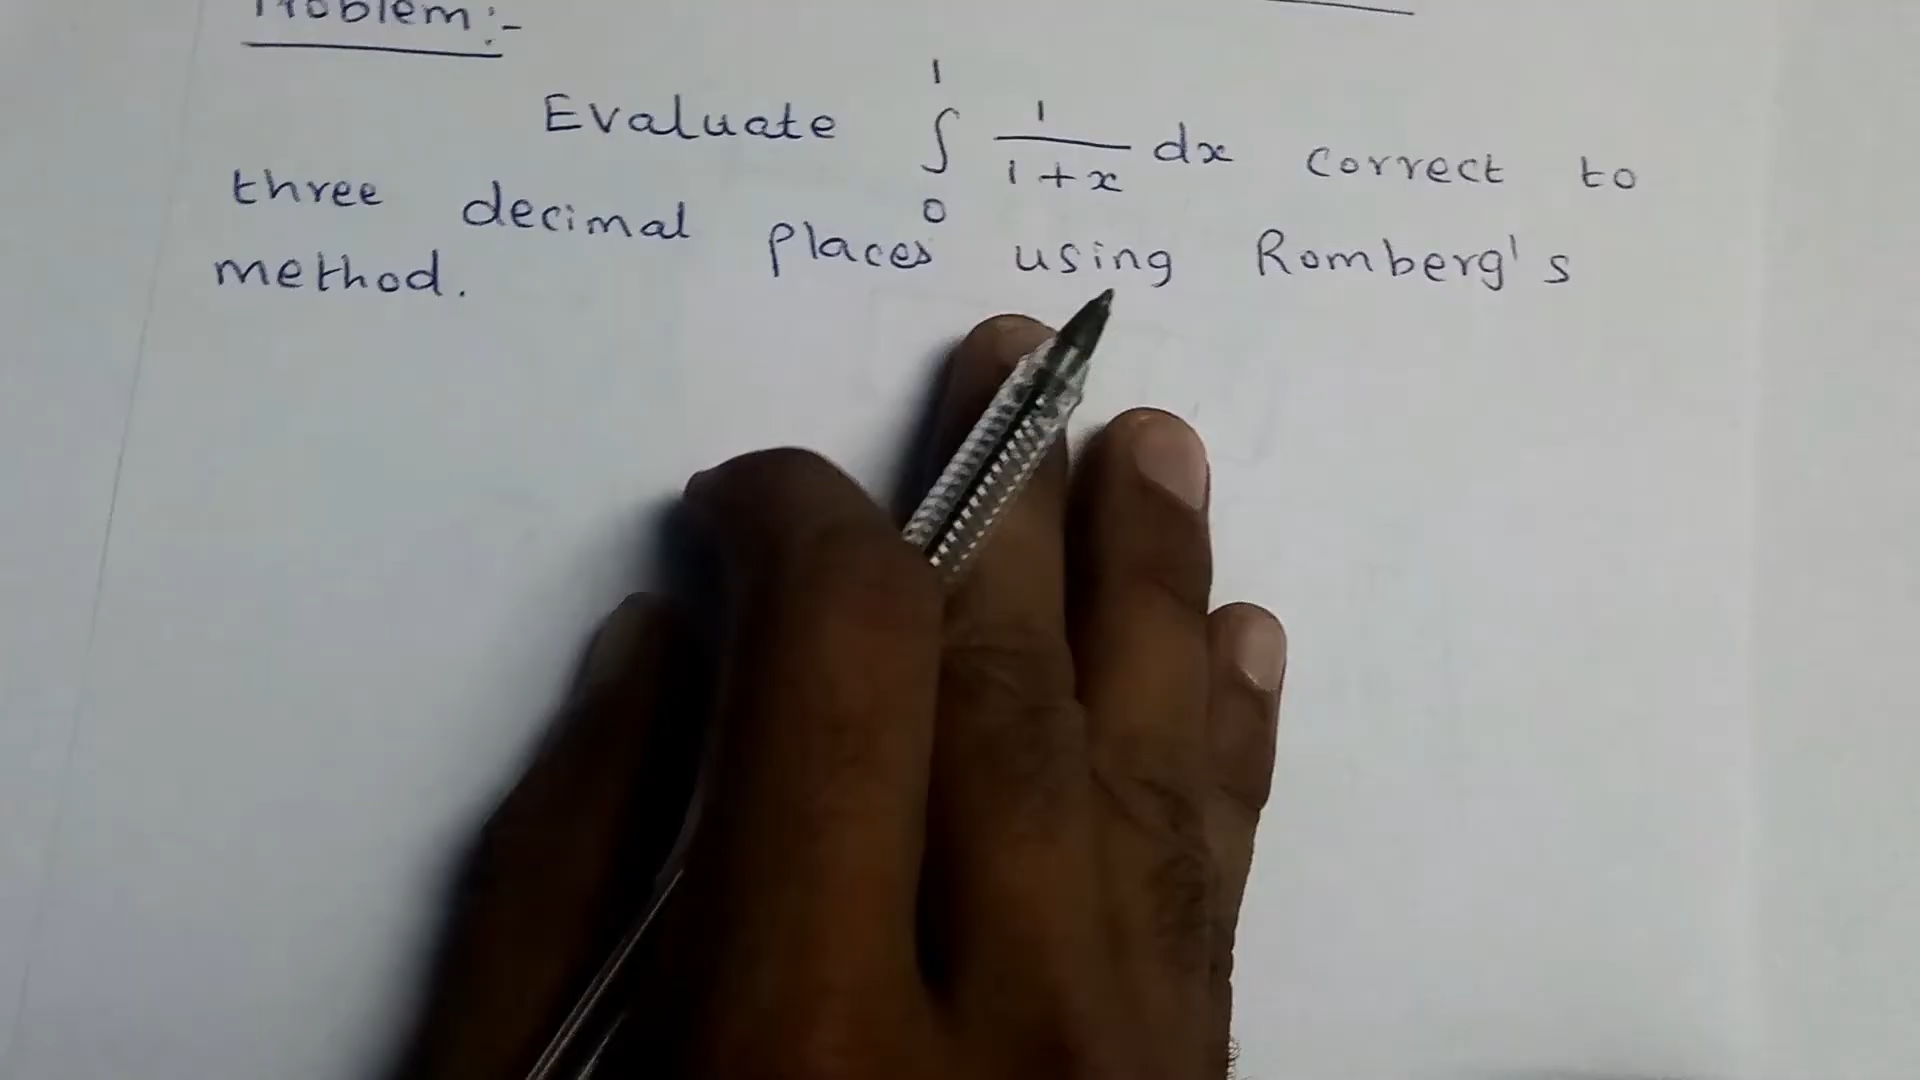 Problem:-
Evaluate ∫₀¹ 1/(1+x) dx correct to
three decimal places using Romberg's
method.